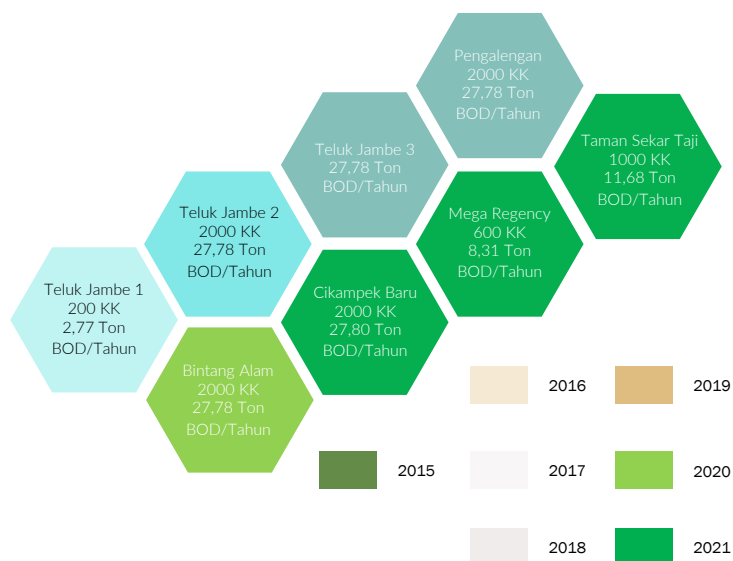 Pengalengan
2000 KK
27,78 Ton
BOD/Tahun
Taman Sekar Taji
1000 KK
11,68 Ton
BOD/Tahun
Teluk Jambe 3
27,78 Ton
BOD/Tahun
Mega Regency
600 KK
8,31 Ton
BOD/Tahun
Teluk Jambe 2
2000 KK
27,78 Ton
BOD/Tahun
Cikampek Baru
2000 KK
27,80 Ton
BOD/Tahun
Teluk Jambe 1
200 KK
2,77 Ton
BOD/Tahun
Bintang Alam
2000 KK
27,78 Ton
BOD/Tahun
2016
2019
2015
2017
2020
2018
2021